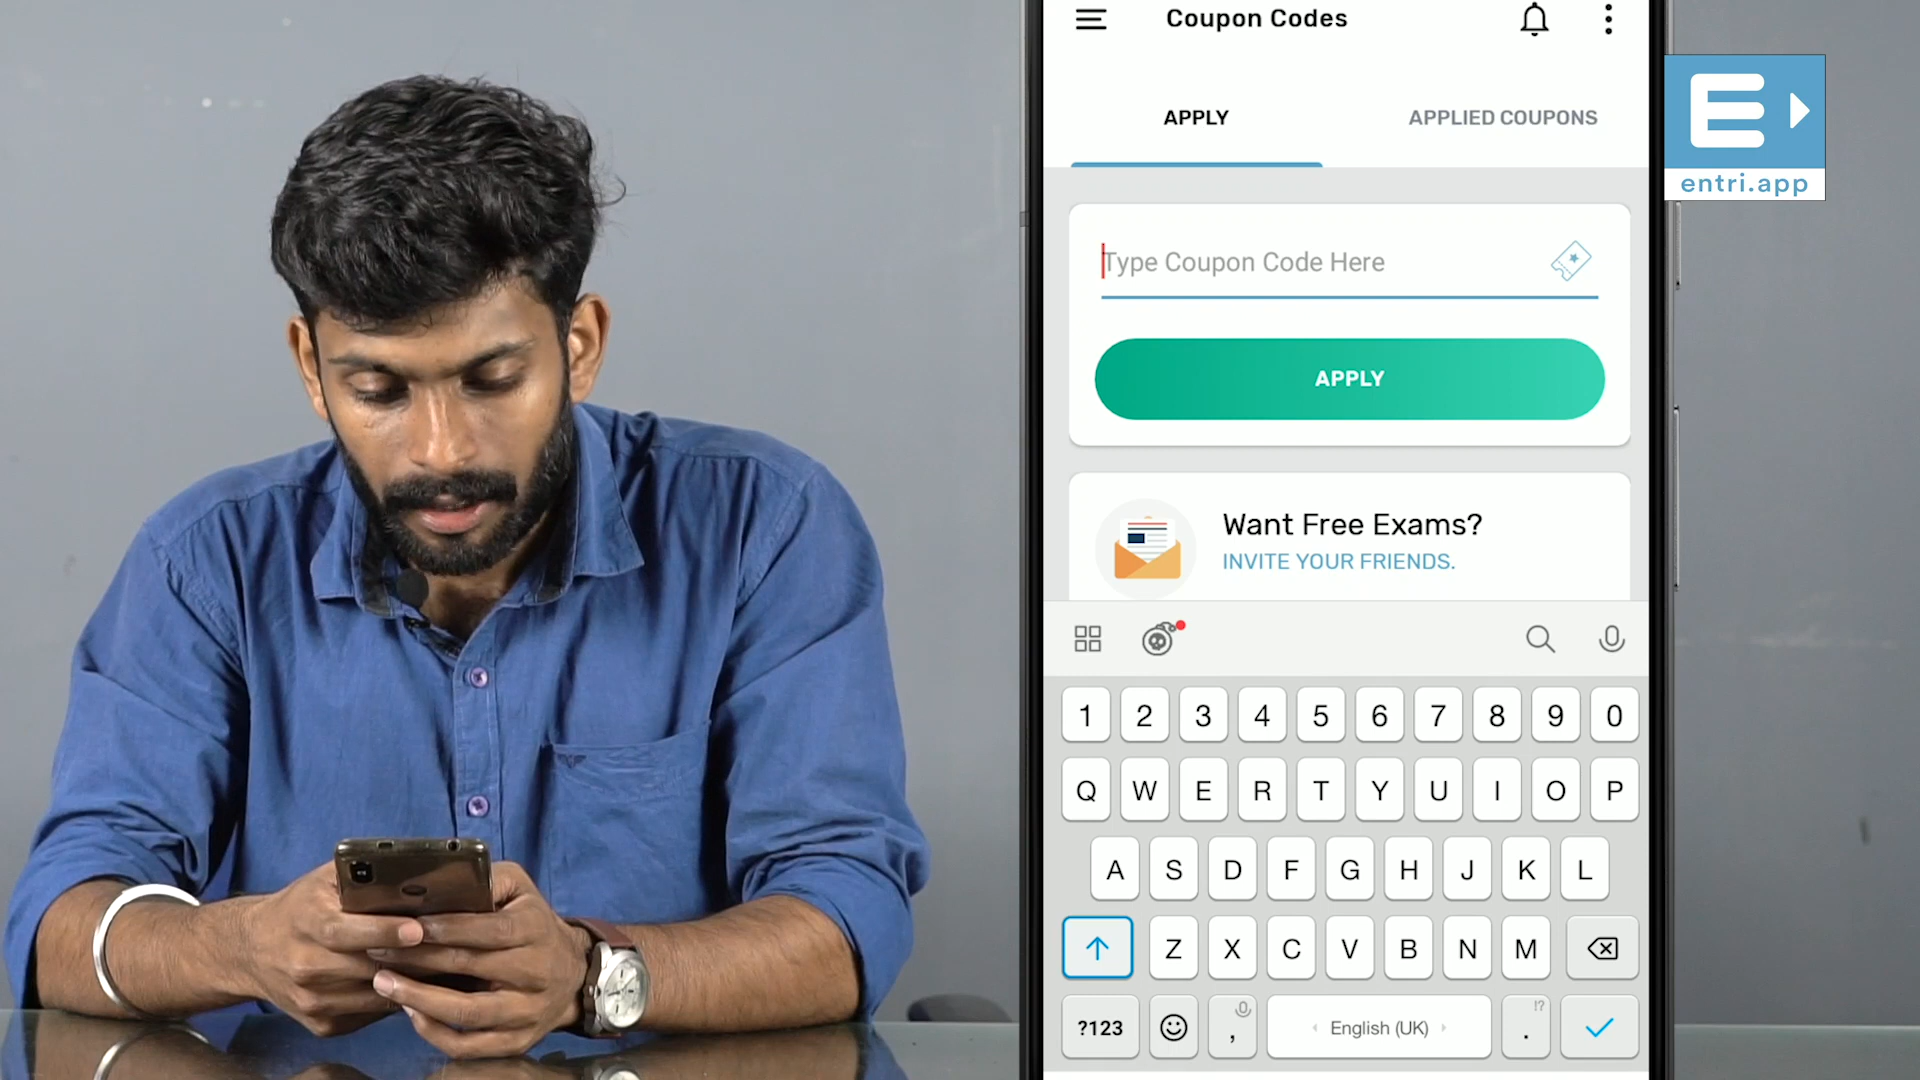 Coupon Codes
APPLY
APPLIED COUPONS
E
entri.app
Type Coupon Code Here
APPLY
Want Free Exams?
INVITE YOUR FRIENDS.
1 2 3 4 5 6 7 8 9 0
Q W E R T Y U I O P
A S D F G H J K L
Z X C V B N M
?123 , English (UK) !? .